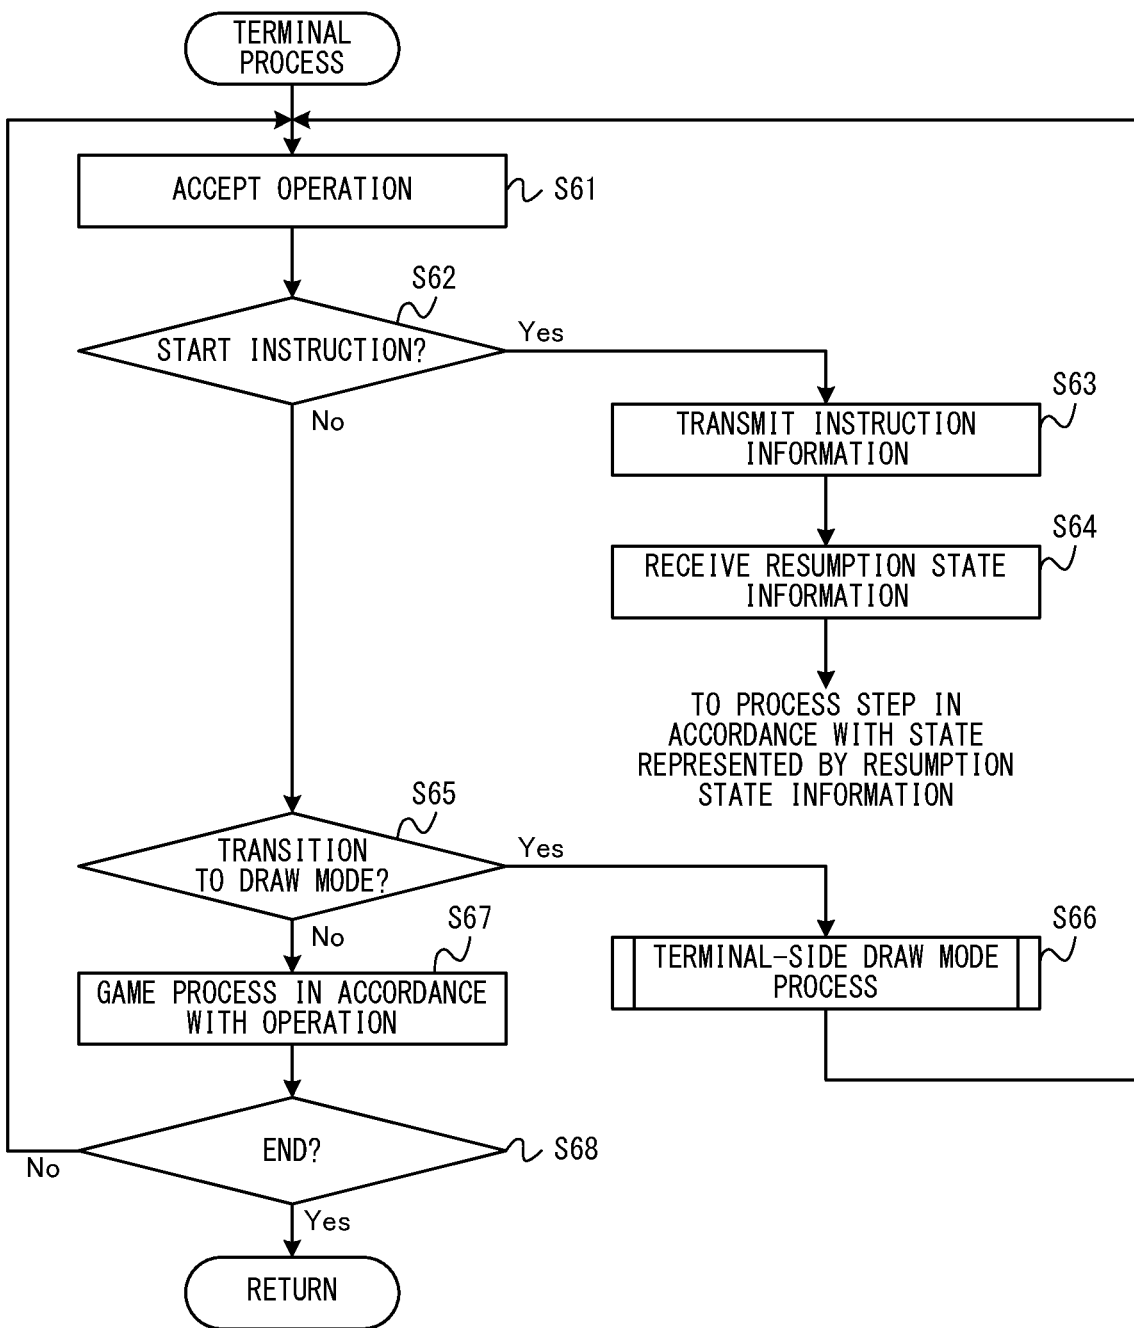 TERMINAL
PROCESS
ACCEPT OPERATION
S61
S62
START INSTRUCTION?
Yes
No
S63
TRANSMIT INSTRUCTION
INFORMATION
S64
RECEIVE RESUMPTION STATE
INFORMATION
TO PROCESS STEP IN
ACCORDANCE WITH STATE
REPRESENTED BY RESUMPTION
STATE INFORMATION
S65
TRANSITION
TO DRAW MODE?
Yes
No
S66
TERMINAL-SIDE DRAW MODE
PROCESS
S67
GAME PROCESS IN ACCORDANCE
WITH OPERATION
END?
S68
No
Yes
RETURN